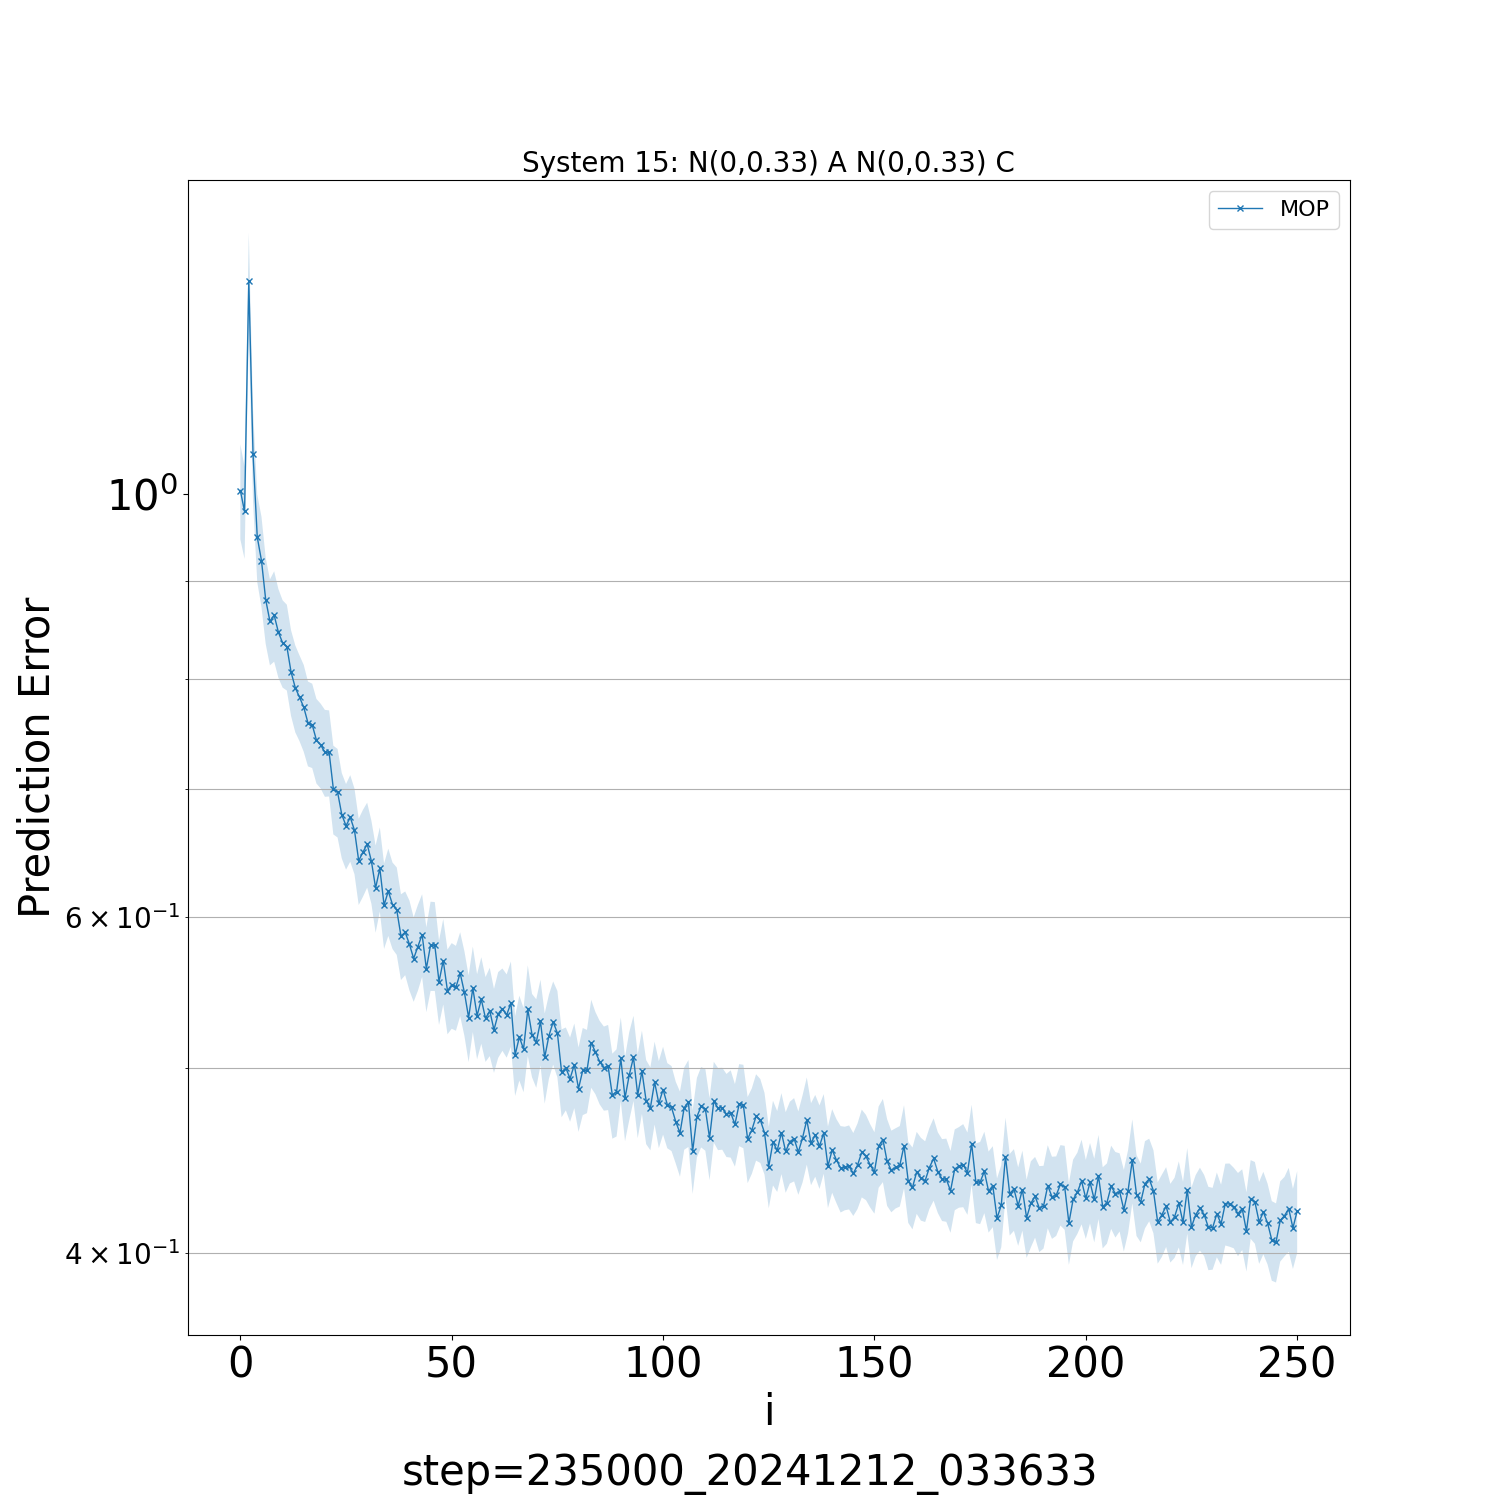 System 15: N(0,0.33) A N(0,0.33) C
MOP
Prediction Error
10⁰
6 × 10⁻¹
4 × 10⁻¹
0 50 100 150 200 250
i
step=235000_20241212_033633